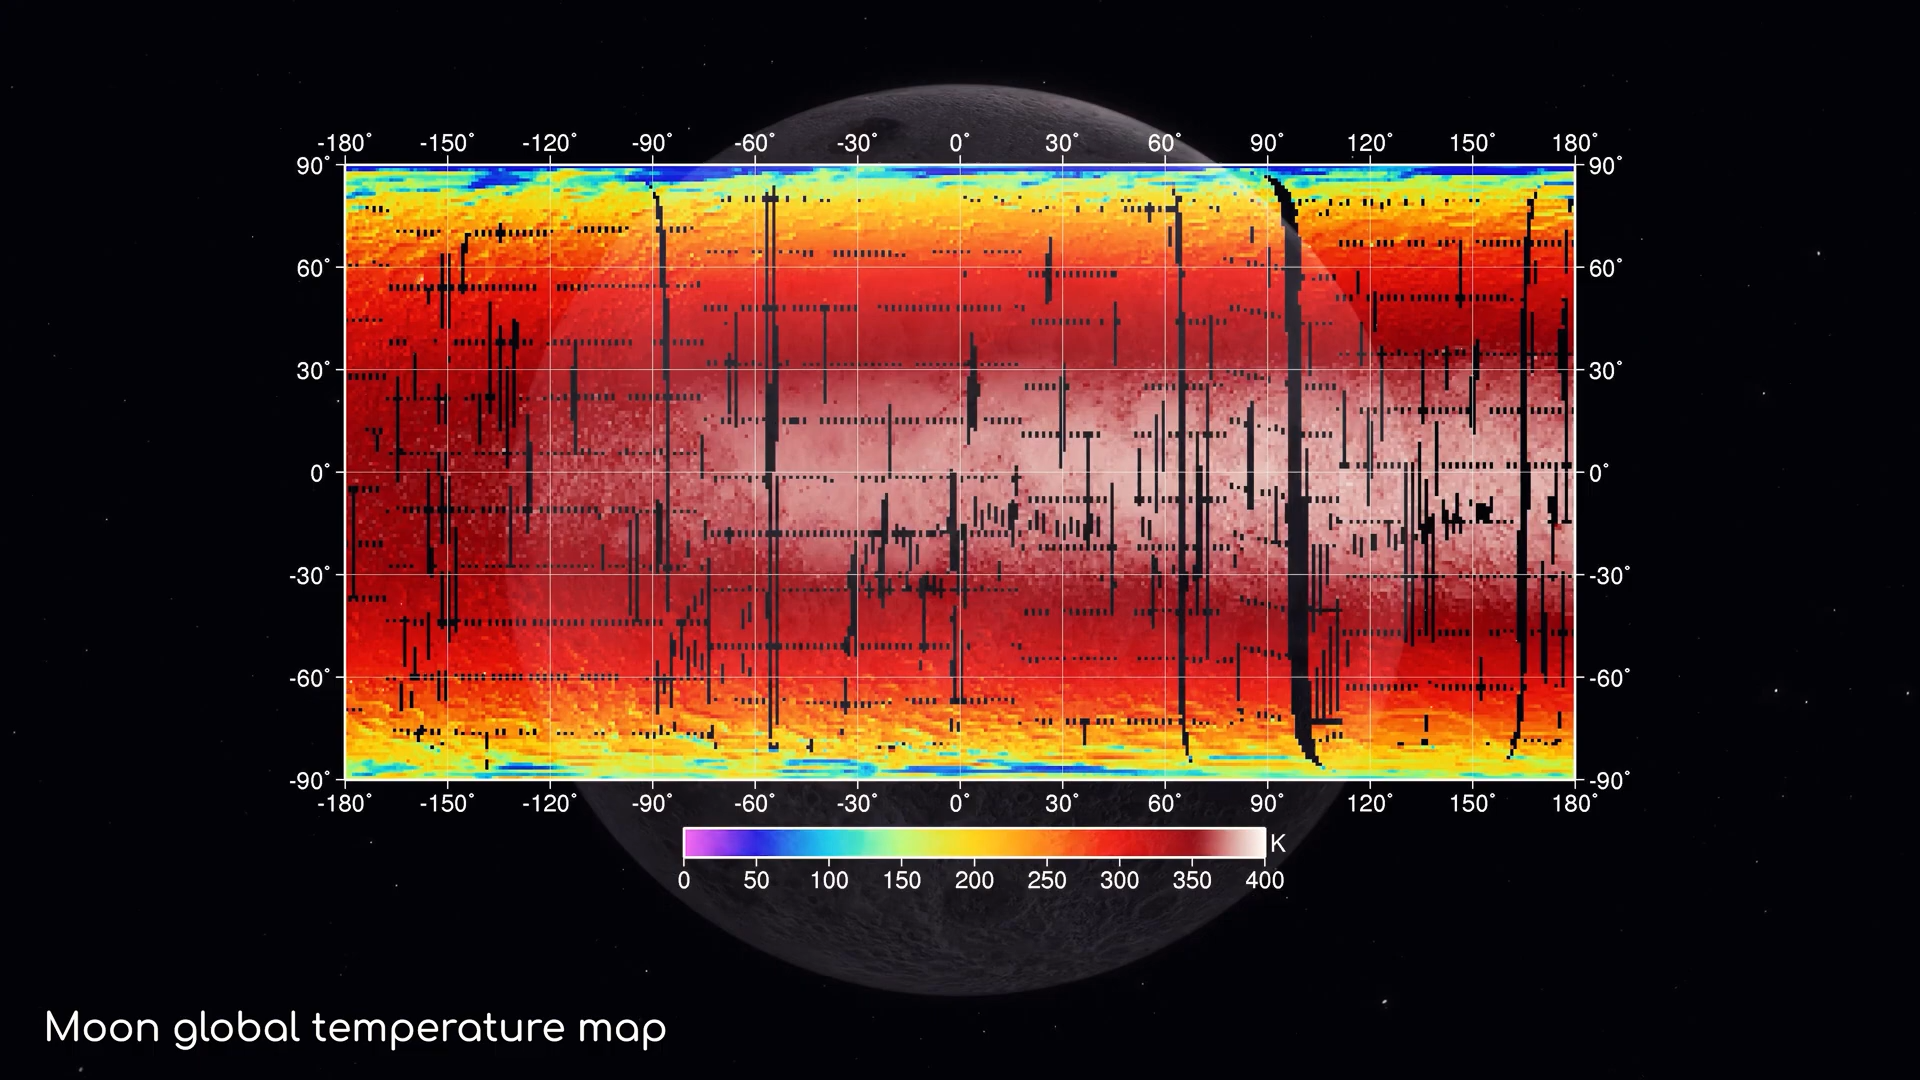 -180° -150° -120° -90° -60° -30° 0° 30° 60° 90° 120° 150° 180°
90° 90°
60° 60°
30° 30°
0° 0°
-30° -30°
-60° -60°
-90° -90°
-180° -150° -120° -90° -60° -30° 0° 30° 60° 90° 120° 150° 180°
K
0 50 100 150 200 250 300 350 400
Moon global temperature map